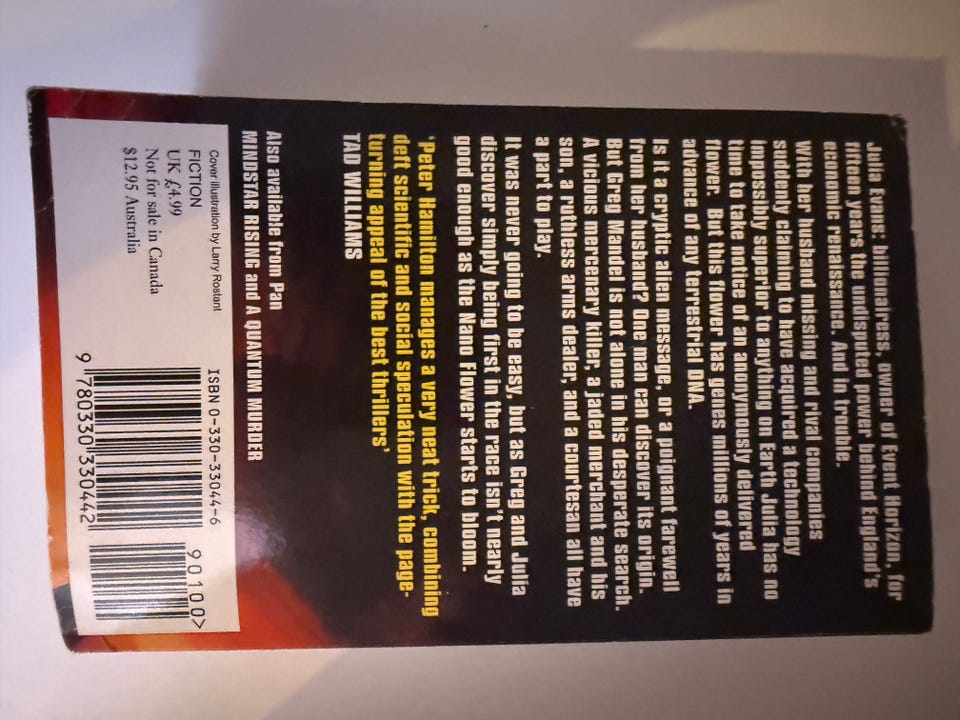 Julia Evans: billionairess, owner of Event Horizon, for
fifteen years the undisputed power behind England's
economic renaissance. And in trouble.
With her husband missing and rival companies
suddenly claiming to have acquired a technology
impossibly superior to anything on Earth Julia has no
time to take notice of an anonymously delivered
flower. But this flower has genes millions of years in
advance of any terrestrial DNA.
Is it a cryptic alien message, or a poignant farewell
from her husband? One man can discover its origin.
But Greg Mandel is not alone in his desperate search.
A vicious mercenary killer, a jaded merchant and his
son, a ruthless arms dealer, and a courtesan all have
a part to play.
It was never going to be easy, but as Greg and Julia
discover simply being first in the race isn't nearly
good enough as the Nano Flower starts to bloom.
'Peter Hamilton manages a very neat trick, combining
deft scientific and social speculation with the page-
turning appeal of the best thrillers'
TAD WILLIAMS
Also available from Pan
MINDSTAR RISING and A QUANTUM MURDER
Cover illustration by Larry Rostant
FICTION
UK £4.99
Not for sale in Canada
$12.95 Australia
ISBN 0-330-33044-6
9 780330 330442
90100>